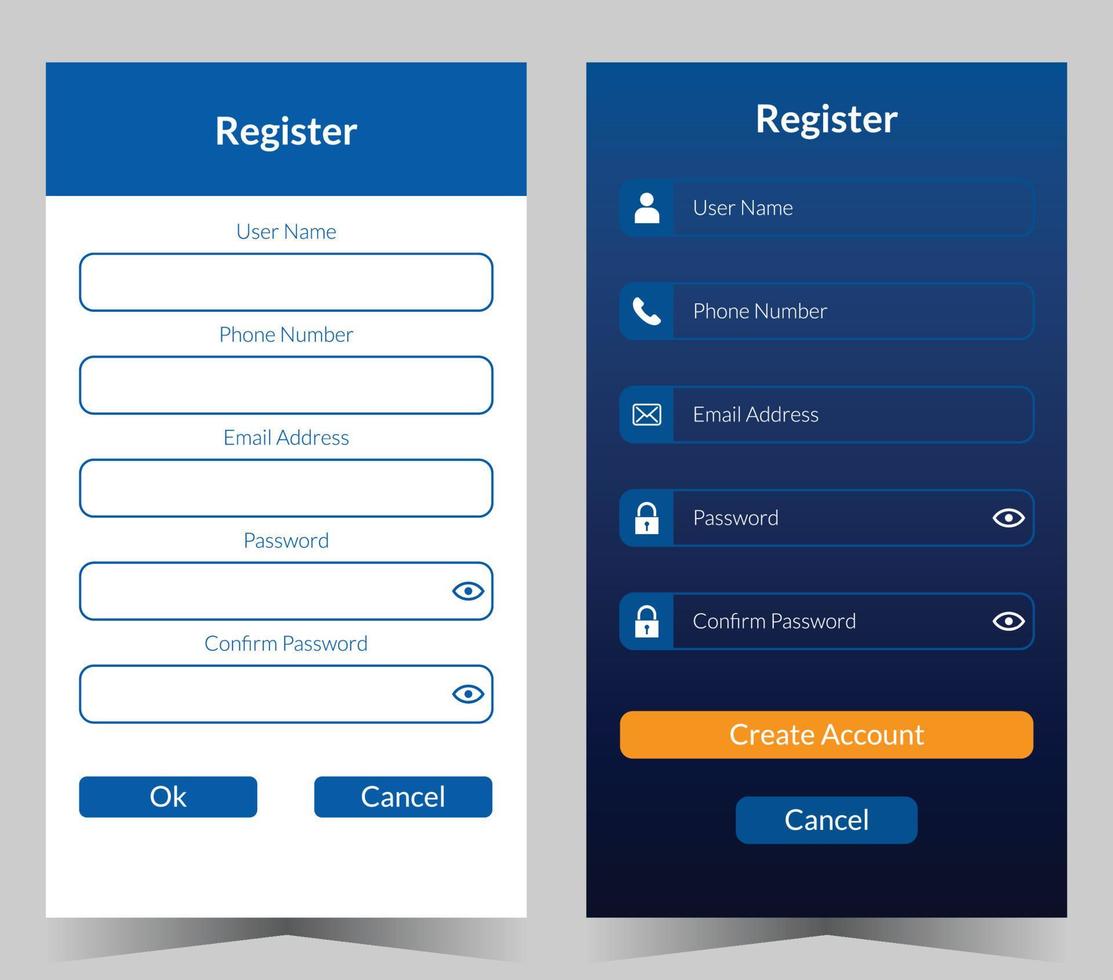 Register
User Name
Phone Number
Email Address
Password
Confirm Password
Ok
Cancel
Register
User Name
Phone Number
Email Address
Password
Confirm Password
Create Account
Cancel